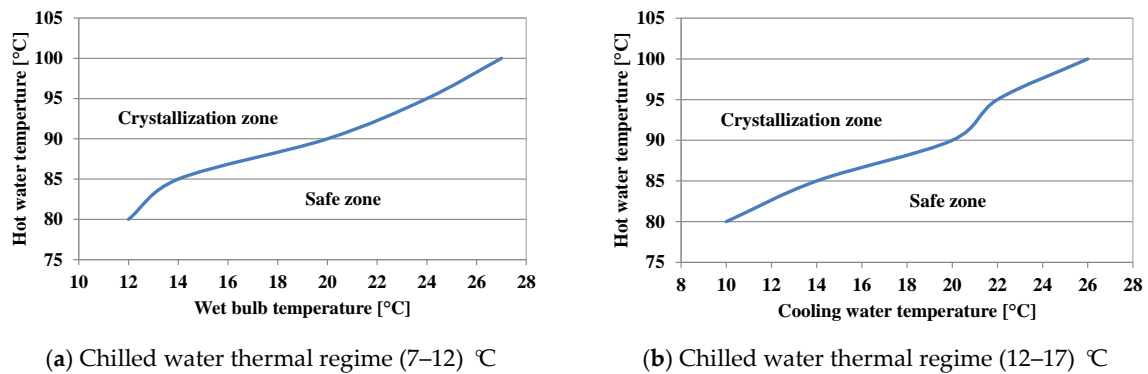 Hot water temperture [°C]
105
100
95
90
85
80
75
Crystallization zone
Safe zone
10 12 14 16 18 20 22 24 26 28
Wet bulb temperature [°C]
(a) Chilled water thermal regime (7–12) °C
Hot water temperture [°C]
105
100
95
90
85
80
75
Crystallization zone
Safe zone
8 10 12 14 16 18 20 22 24 26 28
Cooling water temperature [°C]
(b) Chilled water thermal regime (12–17) °C